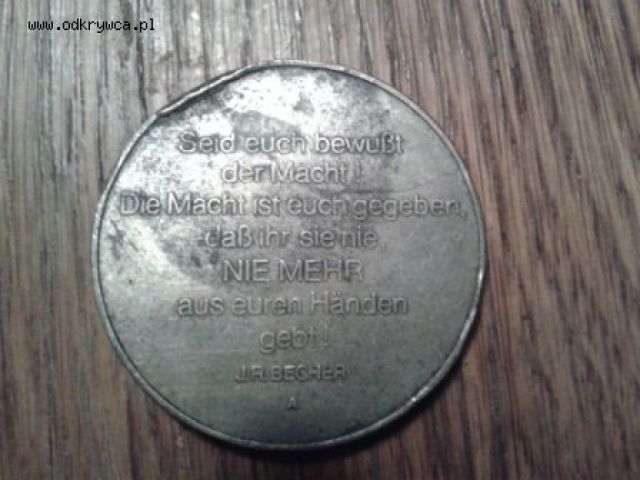 www.odkrywca.pl
Seid euch bewußt
der Macht!
Die Macht ist euch gegeben,
daß ihr sie nie,
NIE MEHR
aus euren Händen
gebt!
J. R. BECHER
A